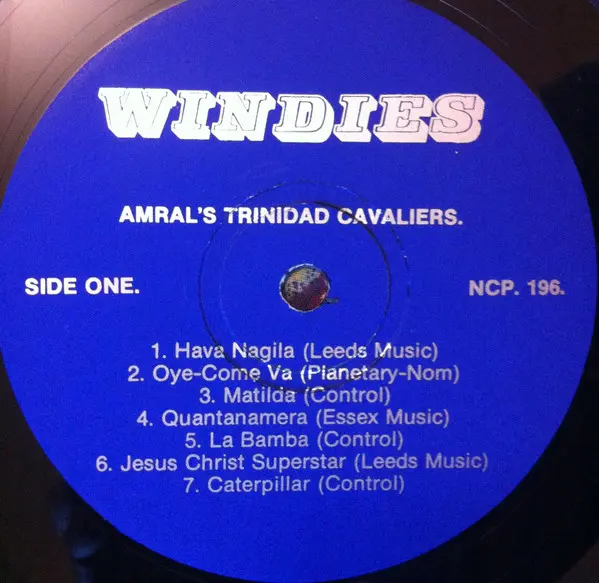 WINDIES
AMRAL'S TRINIDAD CAVALIERS.
SIDE ONE.
NCP. 196.
1. Hava Nagila (Leeds Music)
2. Oye-Come Va (Planetary-Nom)
3. Matilda (Control)
4. Quantanamera (Essex Music)
5. La Bamba (Control)
6. Jesus Christ Superstar (Leeds Music)
7. Caterpillar (Control)